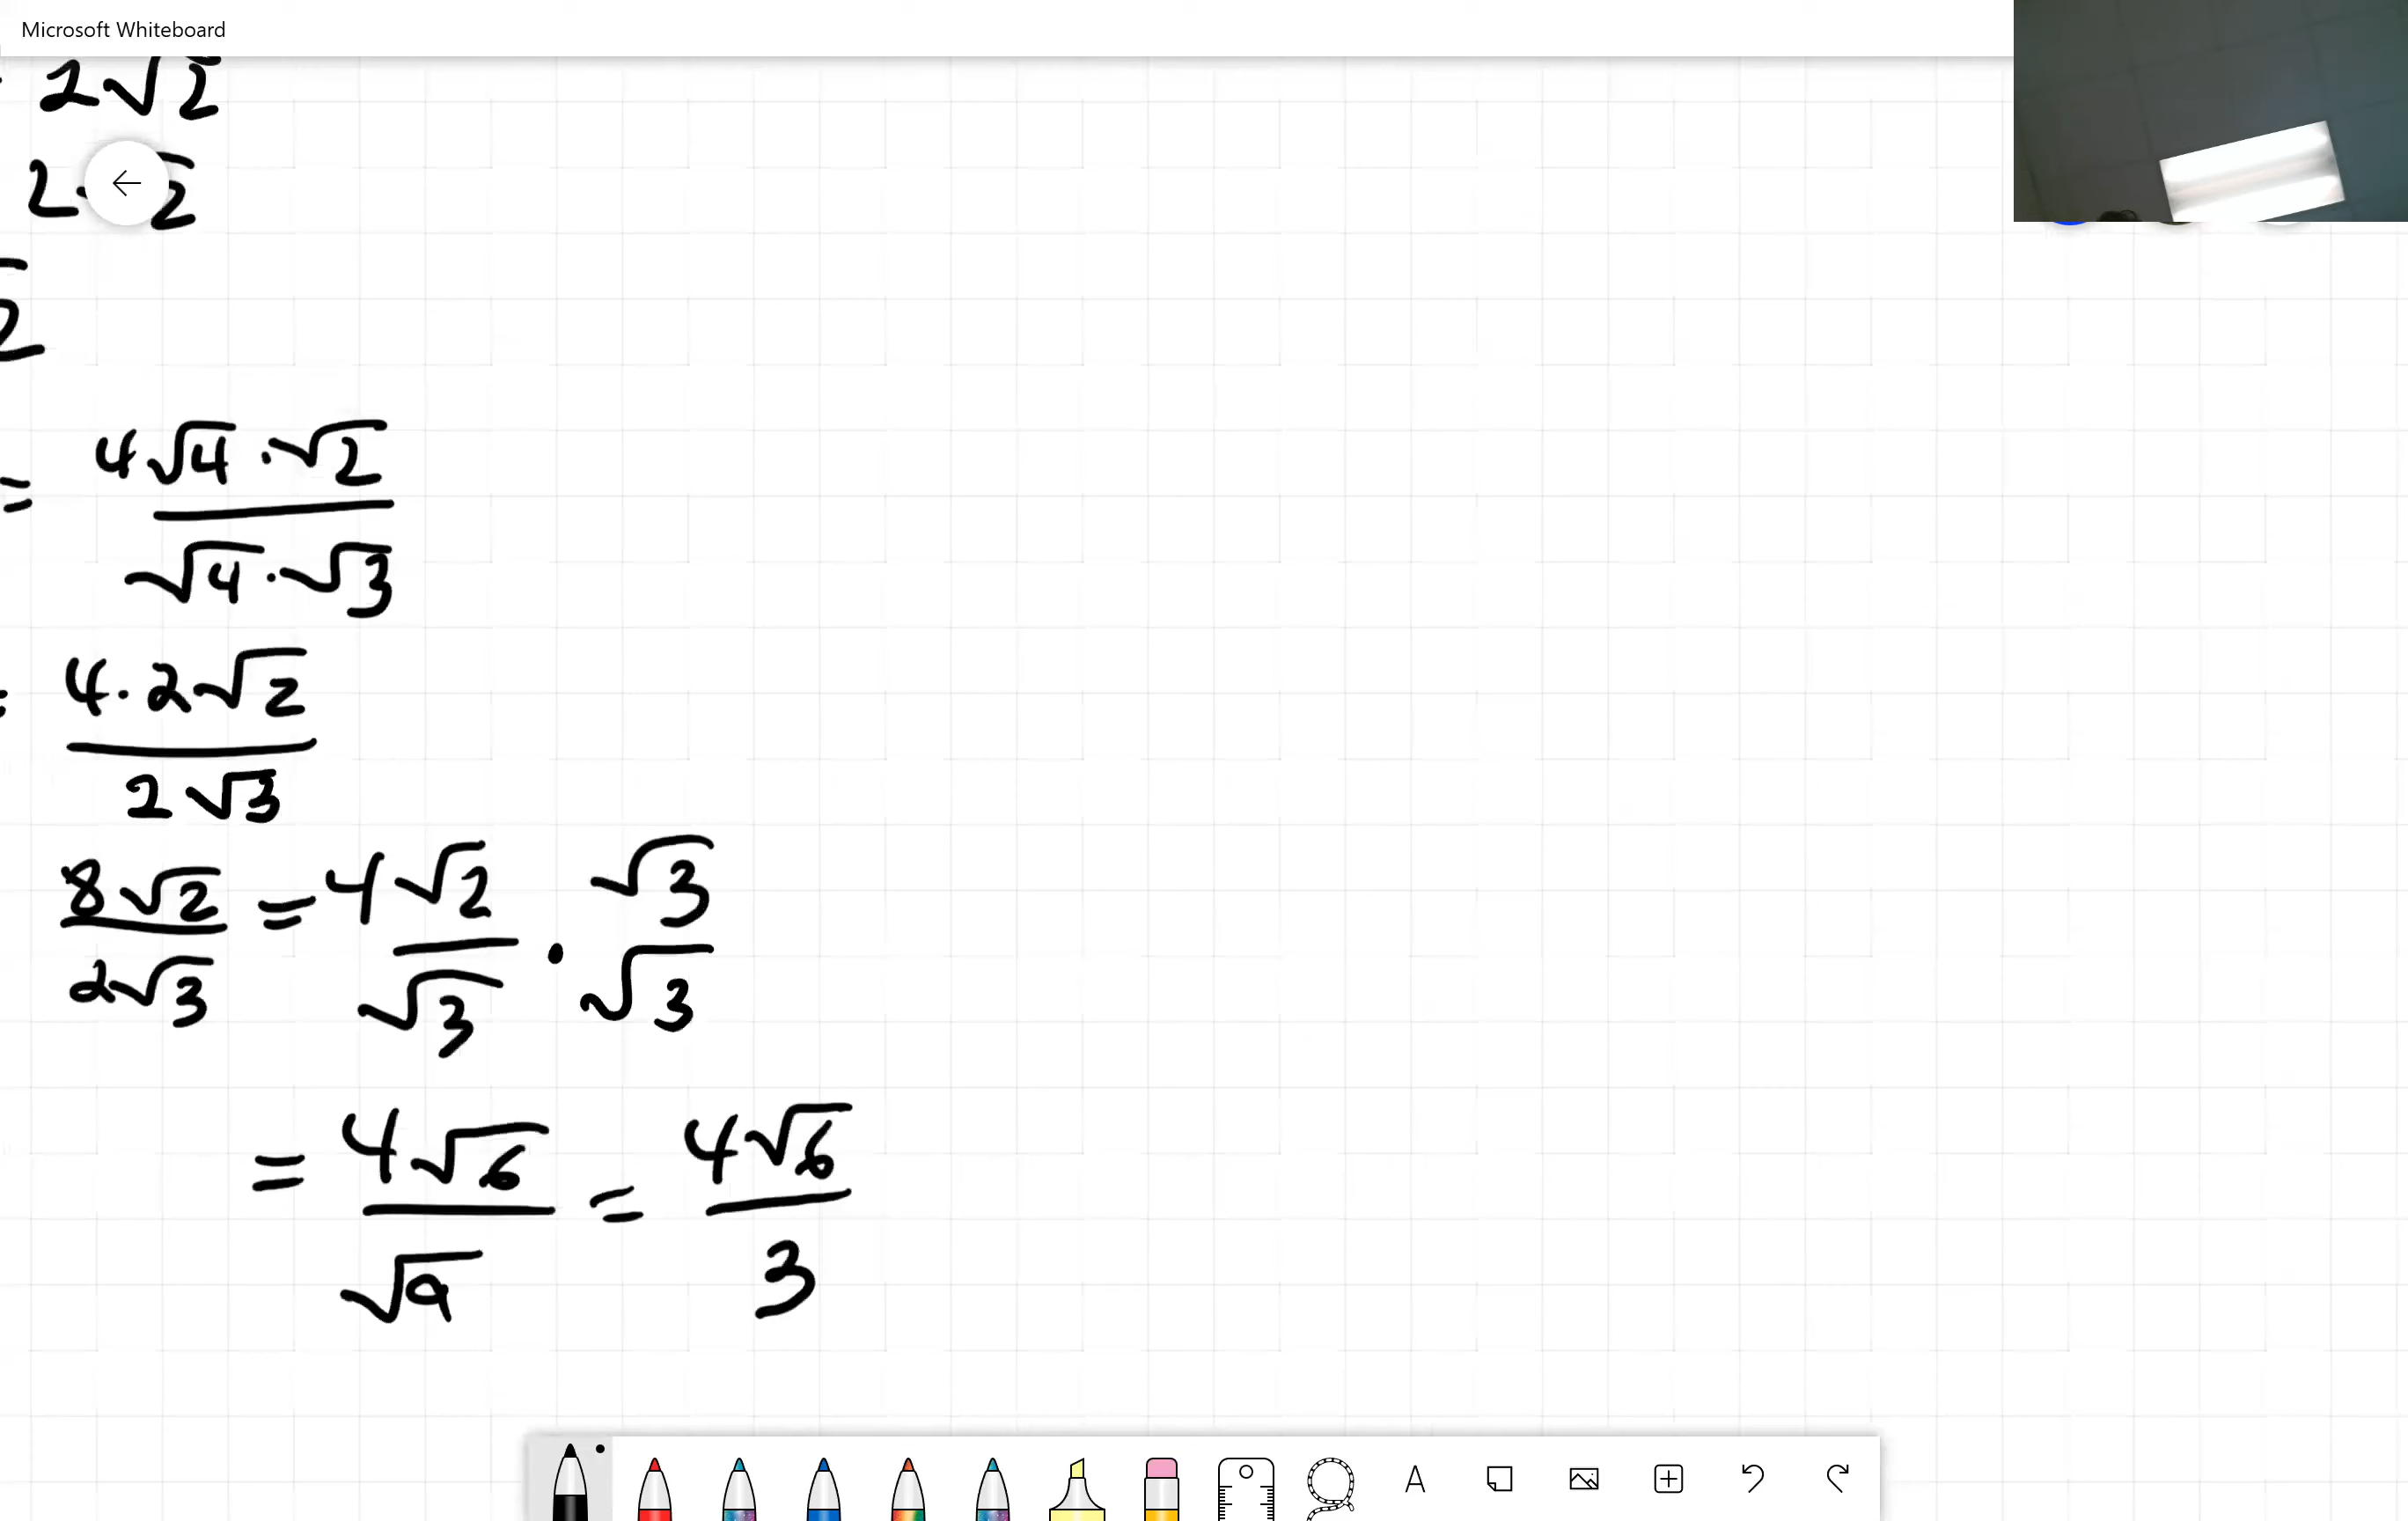 Microsoft Whiteboard
2√2
2·√2
2
= 4√4 · √2 / √4 · √3
= 4 · 2√2 / 2√3
8√2 / 2√3 = 4√2 / √3 · √3 / √3
= 4√6 / √9 = 4√6 / 3